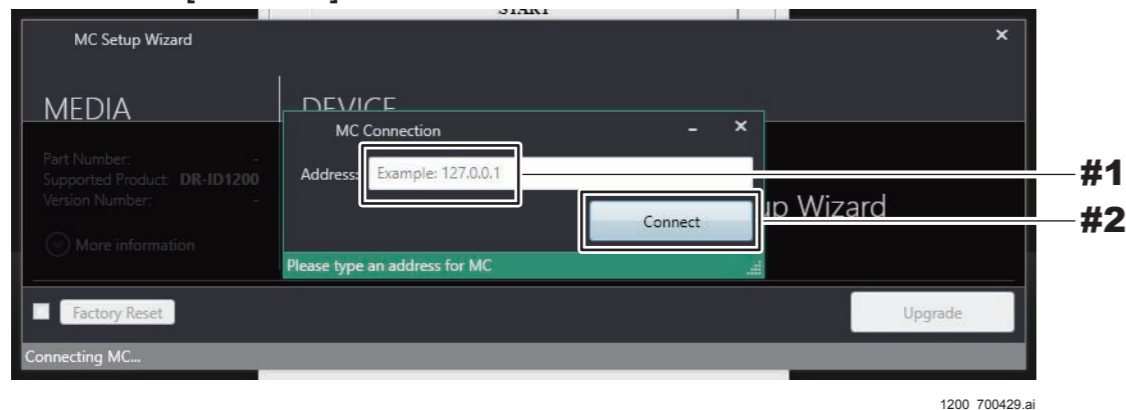 START
MC Setup Wizard
MEDIA
DEVICE
MC Connection
Part Number: -
Supported Product: DR-ID1200
Version Number: -
Address: Example: 127.0.0.1
#1
up Wizard
Connect
#2
More information
Please type an address for MC
Factory Reset
Upgrade
Connecting MC...
1200_700429.ai